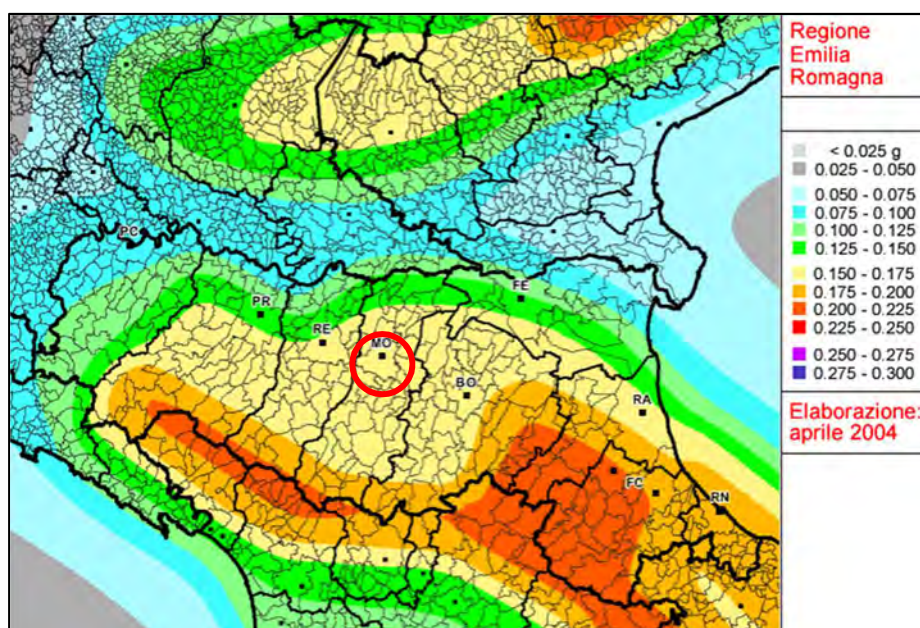 Regione
Emilia
Romagna
< 0.025 g
0.025 - 0.050
0.050 - 0.075
0.075 - 0.100
0.100 - 0.125
0.125 - 0.150
0.150 - 0.175
0.175 - 0.200
0.200 - 0.225
0.225 - 0.250
0.250 - 0.275
0.275 - 0.300
Elaborazione:
aprile 2004
PC
PR
FE
RE
MO
BO
RA
FC
RN